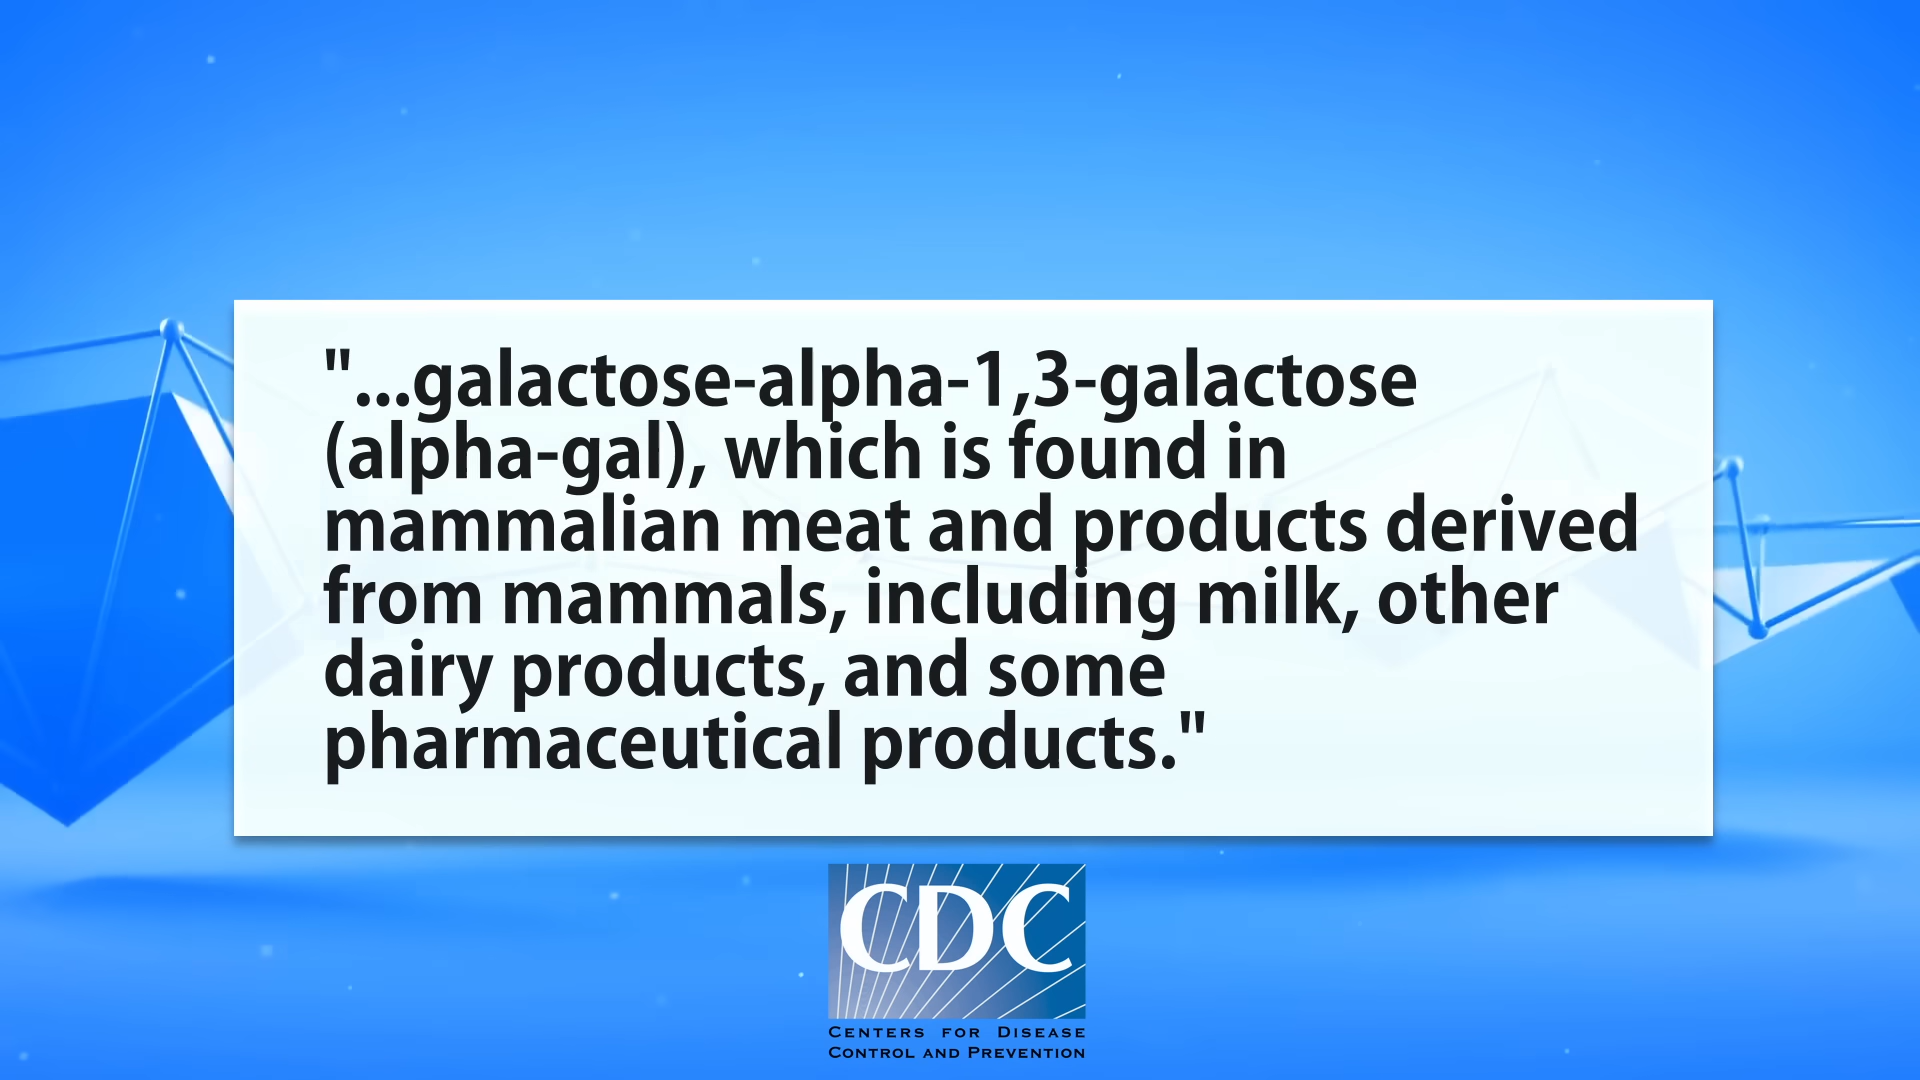 "...galactose-alpha-1,3-galactose
(alpha-gal), which is found in
mammalian meat and products derived
from mammals, including milk, other
dairy products, and some
pharmaceutical products."
CDC
CENTERS FOR DISEASE
CONTROL AND PREVENTION